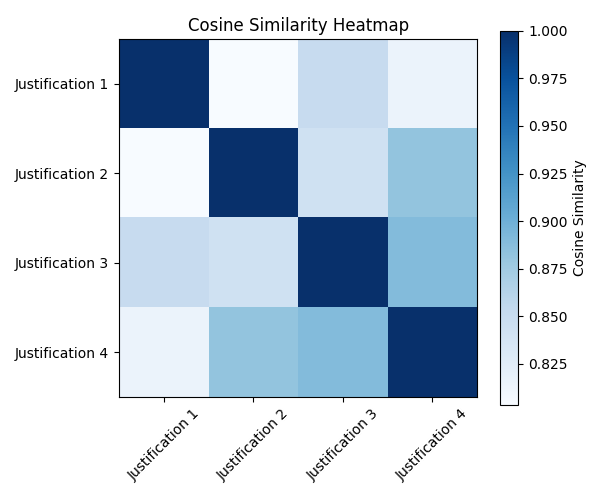 Cosine Similarity Heatmap
Justification 1
Justification 2
Justification 3
Justification 4
Justification 1
Justification 2
Justification 3
Justification 4
1.000
0.975
0.950
0.925
0.900
0.875
0.850
0.825
Cosine Similarity